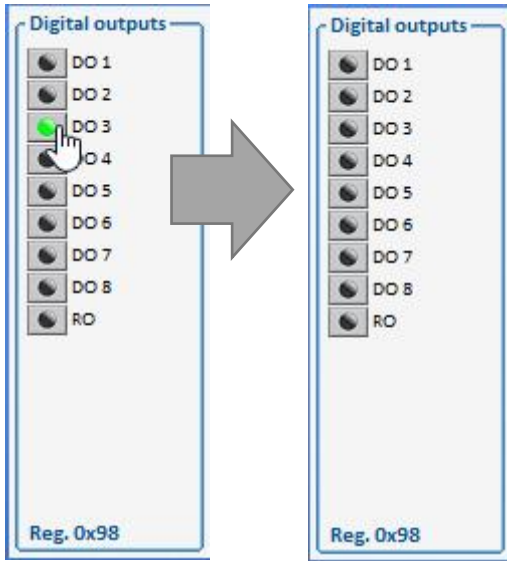 Digital outputs
DO 1
DO 2
DO 3
DO 4
DO 5
DO 6
DO 7
DO 8
RO
Reg. 0x98
Digital outputs
DO 1
DO 2
DO 3
DO 4
DO 5
DO 6
DO 7
DO 8
RO
Reg. 0x98